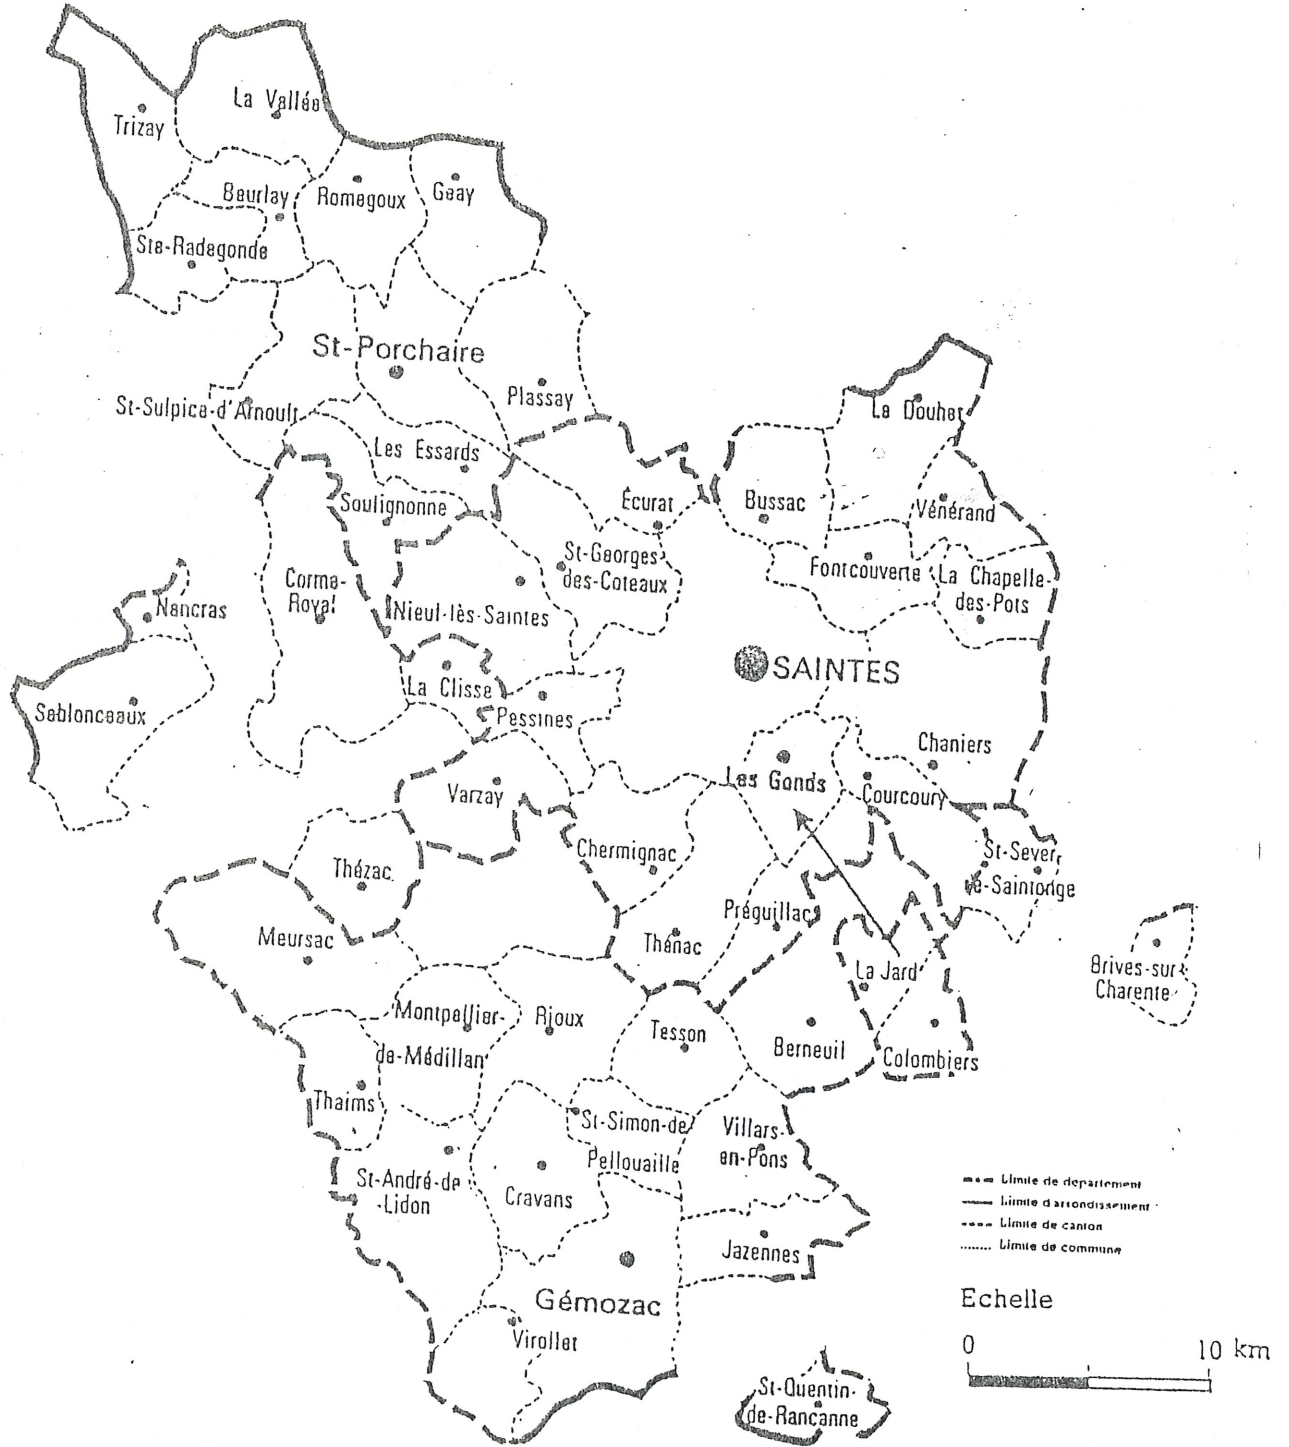 La Vallée
Trizay
Beurlay
Romegoux
Geay
Ste-Radegonde
St-Porchaire
Plassay
St-Sulpice-d'Arnoult
Le Douhet
Les Essards
Soulignonne
Écurat
Bussac
Vénérand
St-Georges-
des-Coteaux
Fontcouverte
La Chapelle-
des-Pots
Corme-
Royal
Nancras
Nieul-lès-Saintes
SAINTES
La Clisse
Pessines
Sablonceaux
Chaniers
Les Gonds
Courcoury
Varzay
Chermignac
St-Sever-
de-Saintonge
Thézac
Préguillac
Meursac
Thénac
La Jard
Brives-sur-
Charente
Montpellier-
de-Médillan
Rioux
Tesson
Berneuil
Colombiers
Thaims
St-Simon-de
Pellouaille
Villars-
en-Pons
St-André-de
-Lidon
Cravans
Jazennes
Gémozac
Virollet
St-Quentin-
de-Rançanne
Limite de département
Limite d'arrondissement
Limite de canton
Limite de commune
Echelle
0 10 km